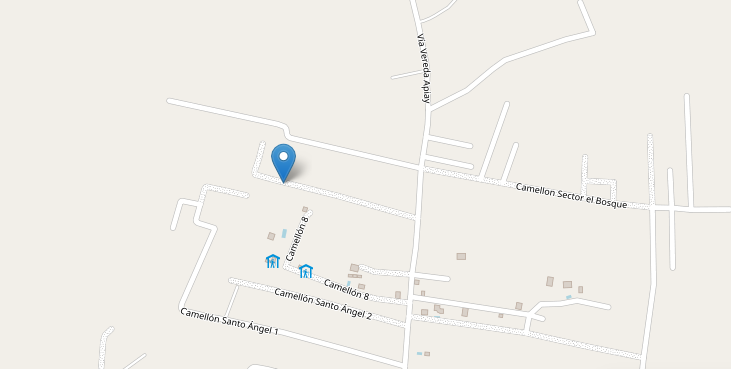 Vía Vereda Apiay
Camellon Sector el Bosque
Camellón 8
Camellón 8
Camellón Santo Ángel 2
Camellón Santo Ángel 1